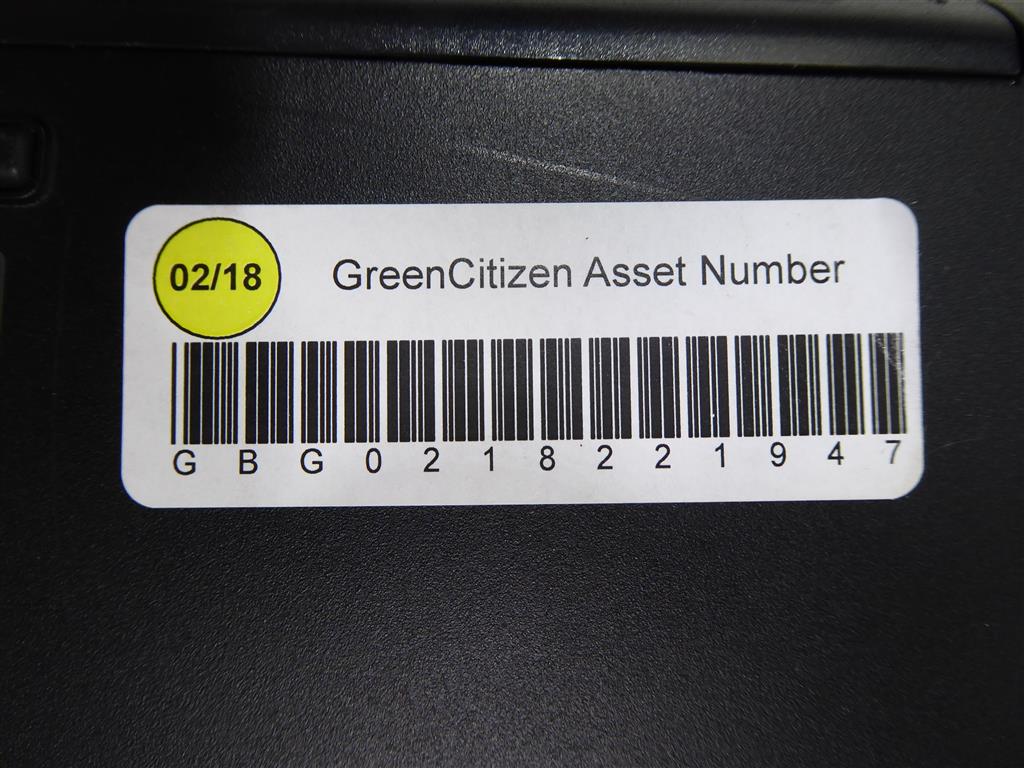 02/18
GreenCitizen Asset Number
GBG0218221947